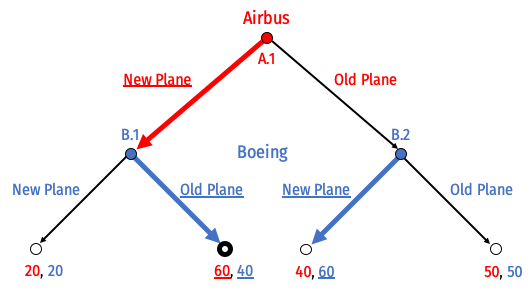 Airbus
A.1
New Plane
Old Plane
B.1
B.2
Boeing
New Plane
Old Plane
New Plane
Old Plane
20, 20
60, 40
40, 60
50, 50